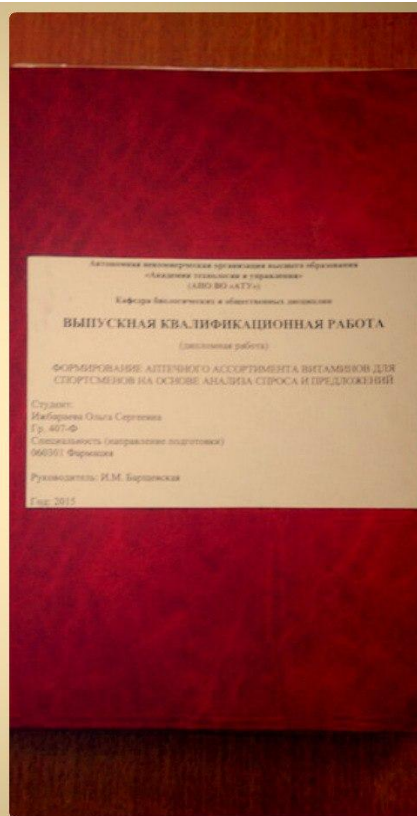 Автономная некоммерческая организация высшего образования
«Академия технологии и управления»
(АНО ВО «АТУ»)
Кафедра биологических и общественных дисциплин
ВЫПУСКНАЯ КВАЛИФИКАЦИОННАЯ РАБОТА
(дипломная работа)
ФОРМИРОВАНИЕ АПТЕЧНОГО АССОРТИМЕНТА ВИТАМИНОВ ДЛЯ
СПОРТСМЕНОВ НА ОСНОВЕ АНАЛИЗА СПРОСА И ПРЕДЛОЖЕНИЙ
Студент:
Ольга Сергеевна
Гр. 407-Ф
Специальность (направление подготовки)
060301 Фармация
Руководитель: И.М. Барщевская
Год: 2015